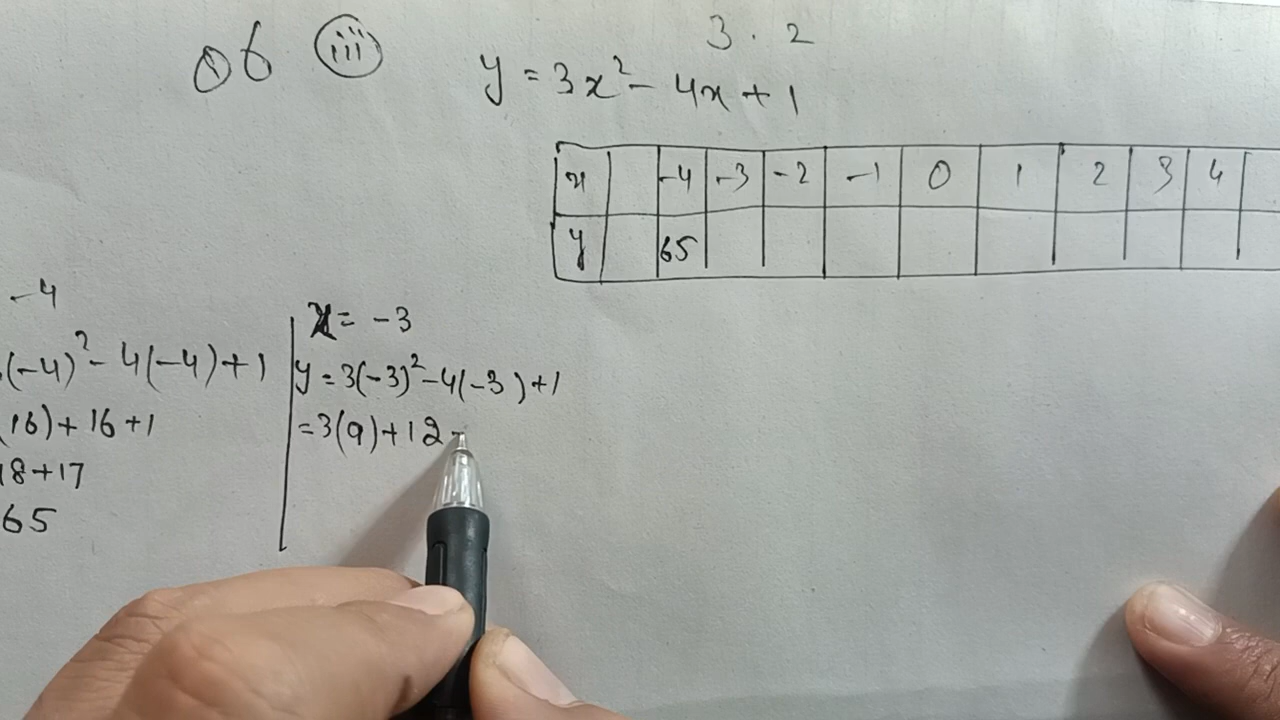 Q6 (iii) 3.2
y = 3x² - 4x + 1
x -4 -3 -2 -1 0 1 2 3 4
y 65
-4
(-4)² - 4(-4) + 1
(16) + 16 + 1
18 + 17
65
x = -3
y = 3(-3)² - 4(-3) + 1
= 3(9) + 12